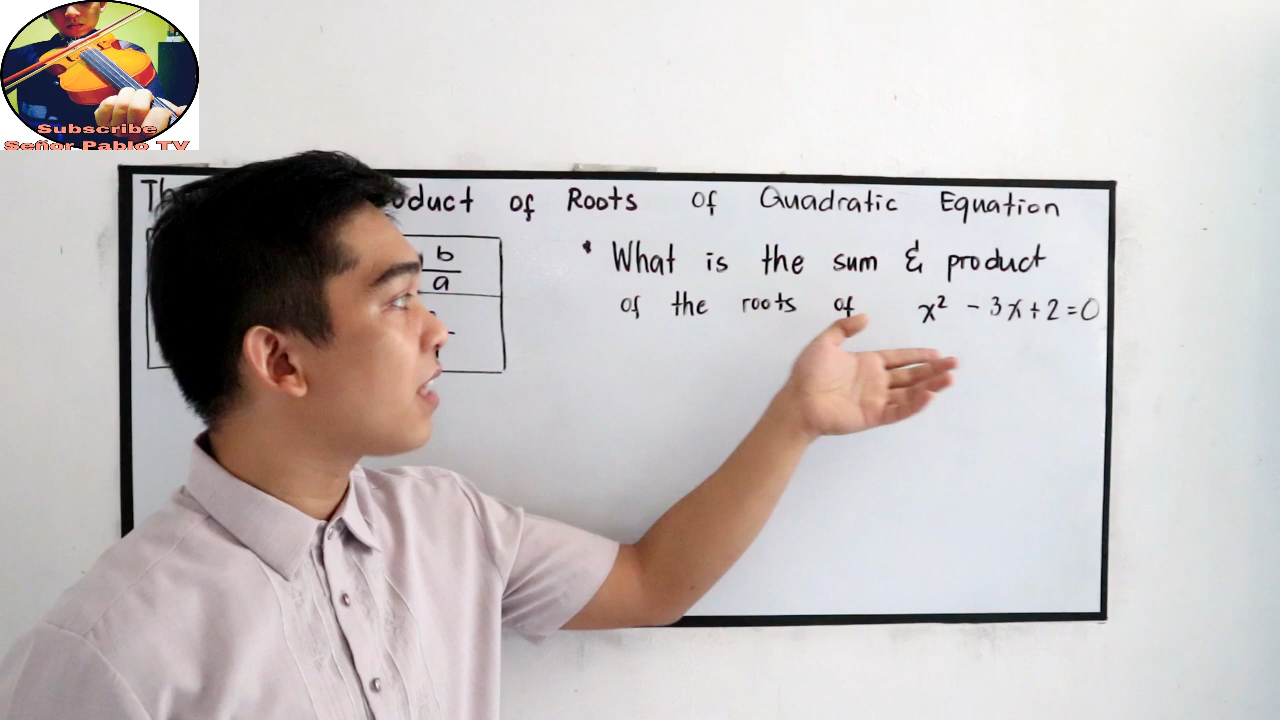 Subscribe
Señor Pablo TV
of Roots of Quadratic Equation
b
a
* What is the sum & product
of the roots of x² - 3x + 2 = 0